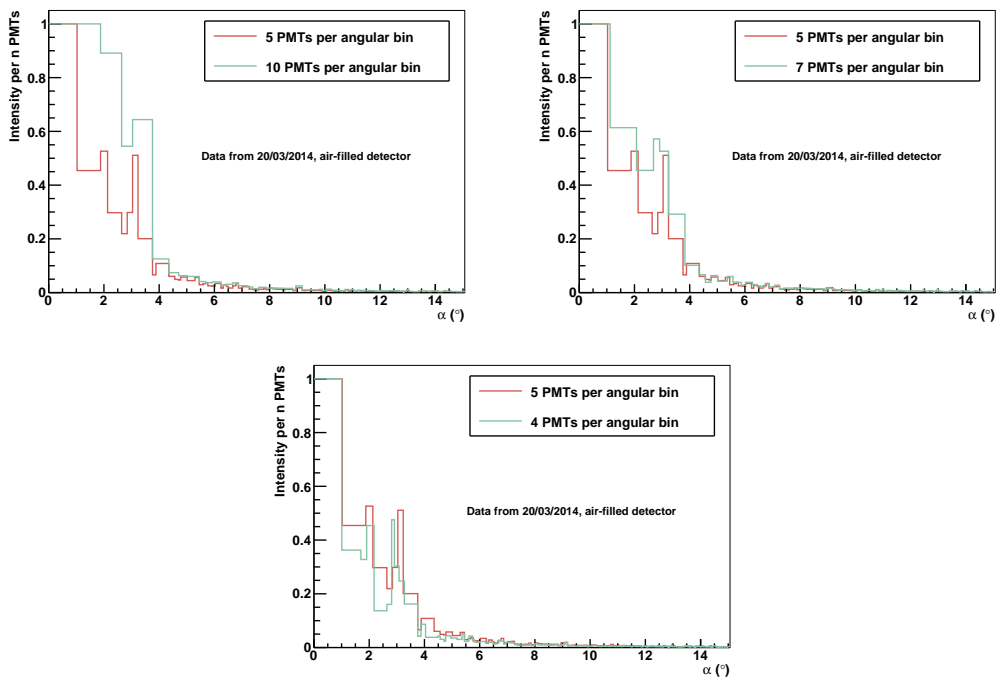 Intensity per n PMTs
1
0.8
0.6
0.4
0.2
0
5 PMTs per angular bin
10 PMTs per angular bin
Data from 20/03/2014, air-filled detector
0 2 4 6 8 10 12 14
α (°)
Intensity per n PMTs
1
0.8
0.6
0.4
0.2
0
5 PMTs per angular bin
7 PMTs per angular bin
Data from 20/03/2014, air-filled detector
0 2 4 6 8 10 12 14
α (°)
Intensity per n PMTs
1
0.8
0.6
0.4
0.2
0
5 PMTs per angular bin
4 PMTs per angular bin
Data from 20/03/2014, air-filled detector
0 2 4 6 8 10 12 14
α (°)